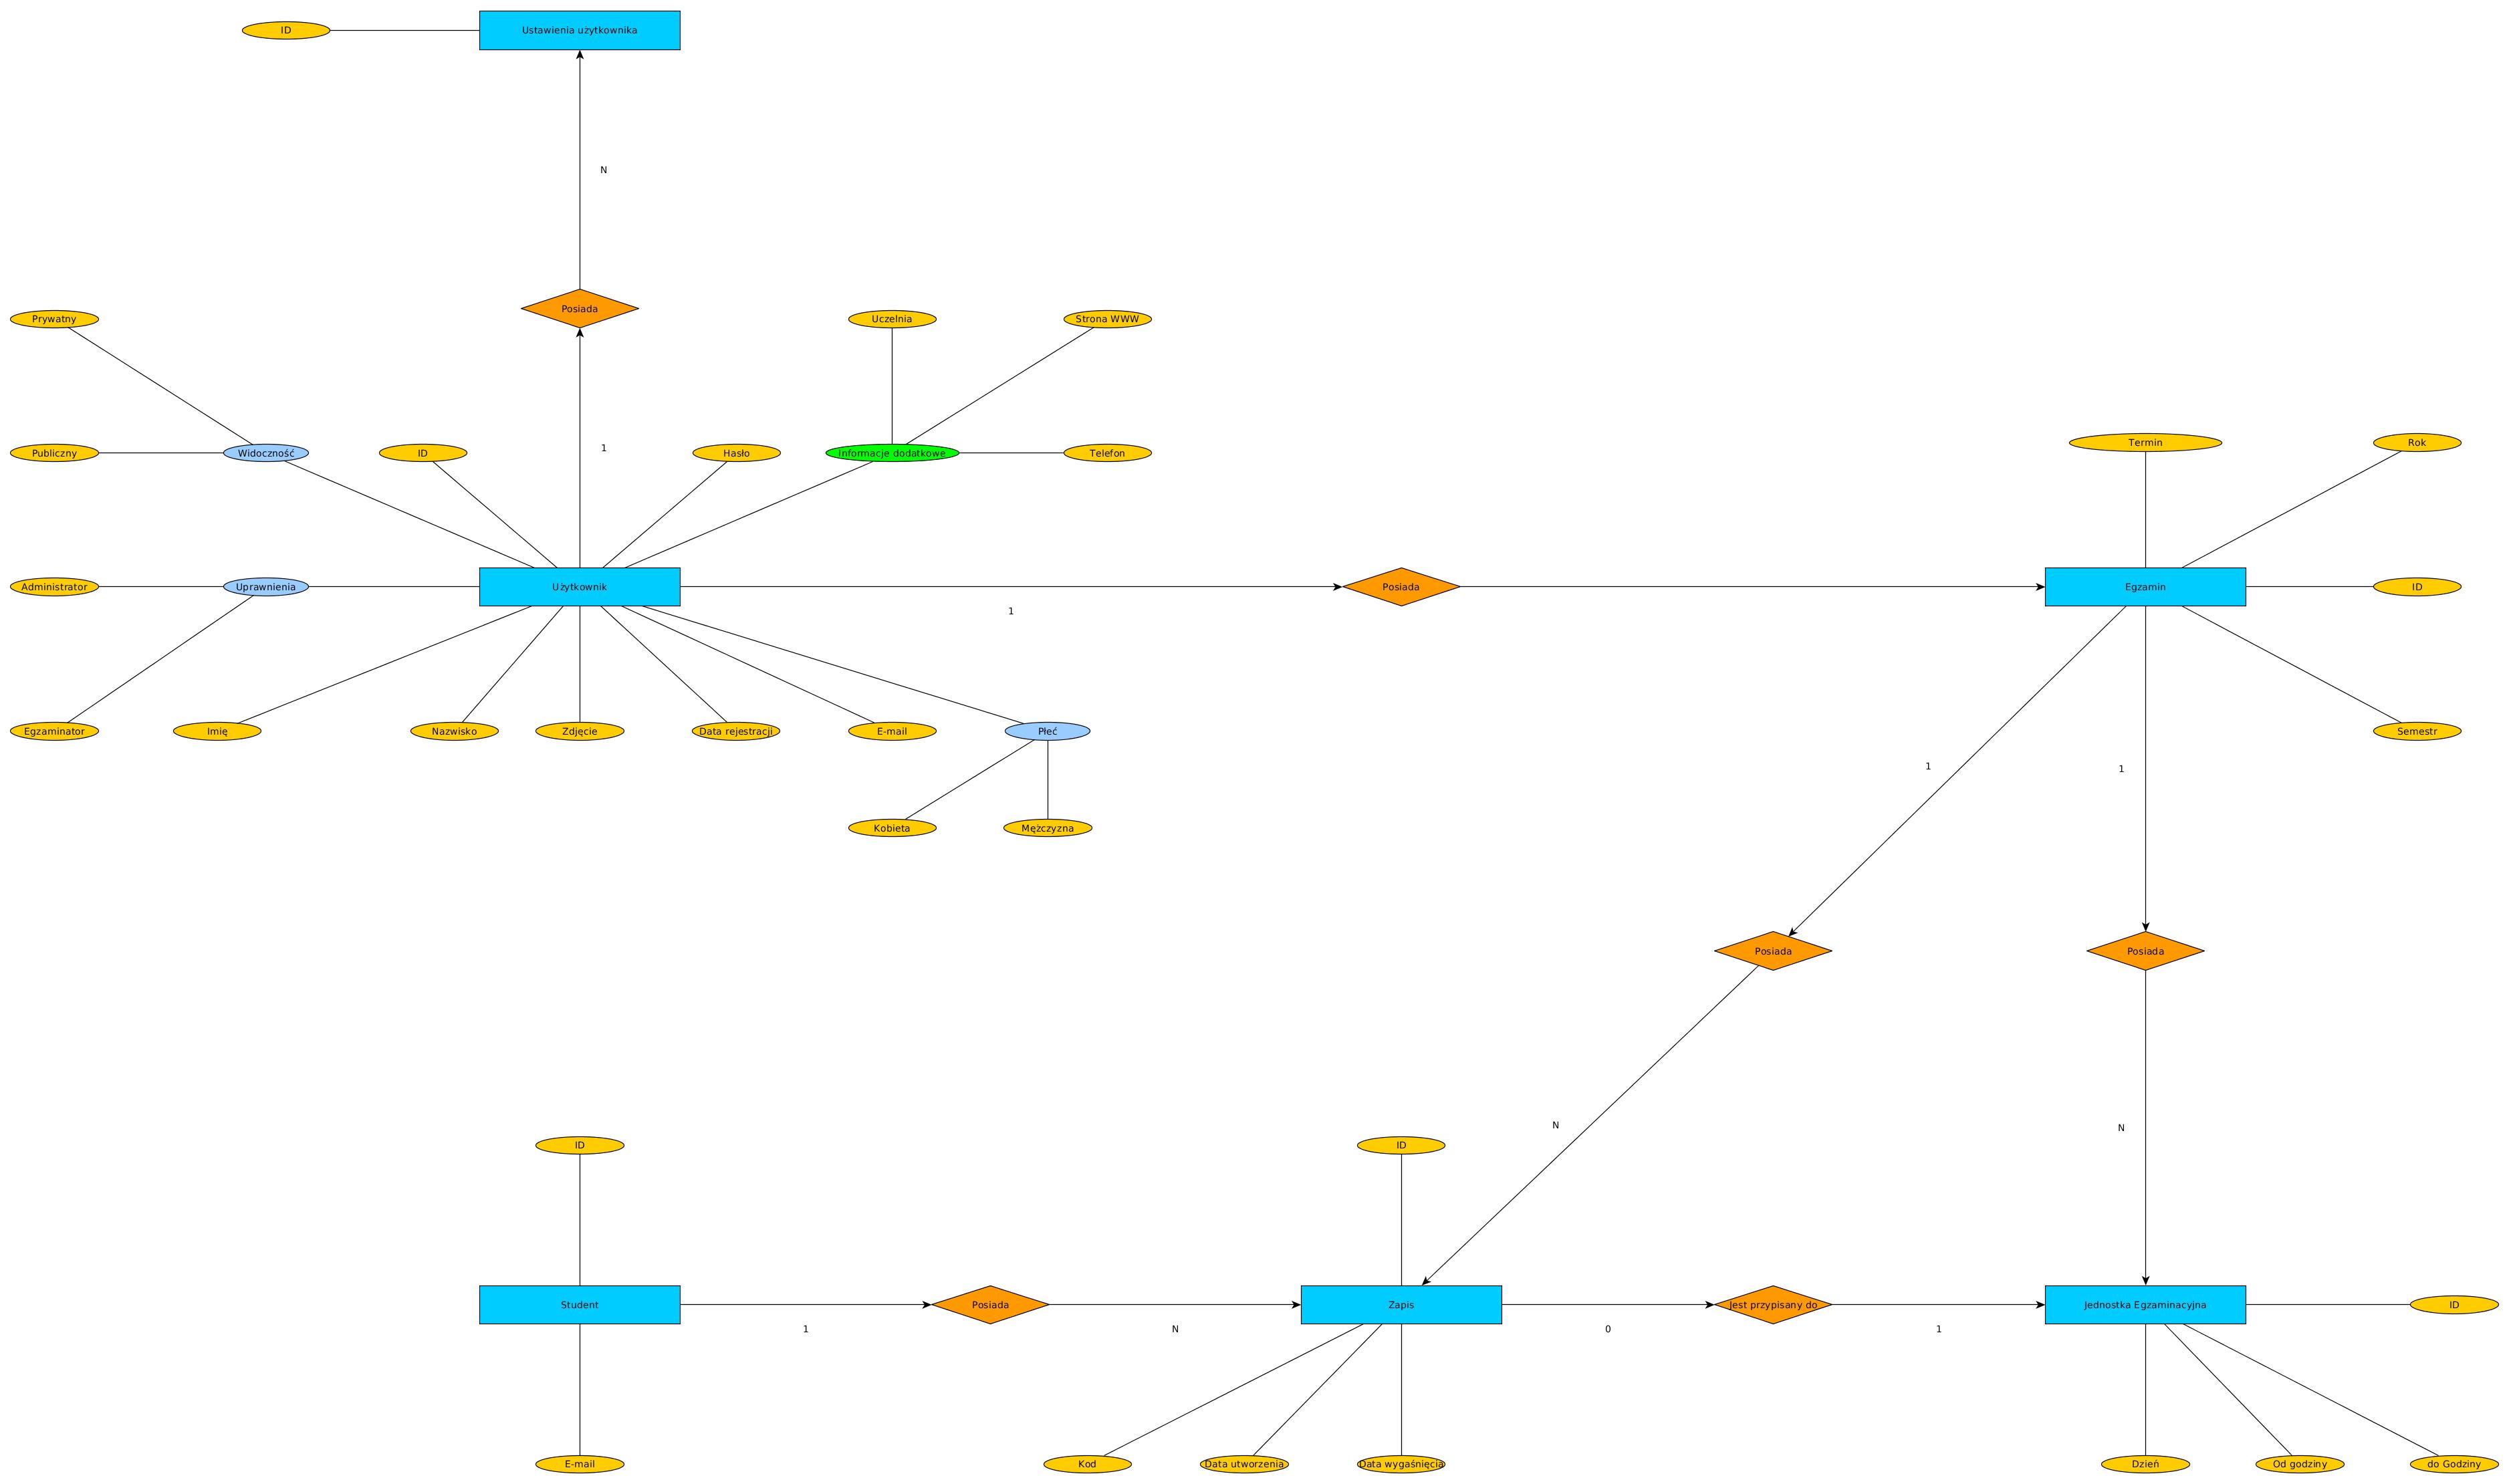 ID
Ustawienia użytkownika
N
Posiada
Prywatny
Uczelnia
Strona WWW
1
Publiczny
Widoczność
ID
Hasło
Informacje dodatkowe
Telefon
Termin
Rok
Administrator
Uprawnienia
Użytkownik
Posiada
Egzamin
ID
1
Egzaminator
Imię
Nazwisko
Zdjęcie
Data rejestracji
E-mail
Płeć
Semestr
1
1
Kobieta
Mężczyzna
Posiada
Posiada
N
N
ID
ID
Student
Posiada
Zapis
Jest przypisany do
Jednostka Egzaminacyjna
ID
1
N
0
1
E-mail
Kod
Data utworzenia
Data wygaśnięcia
Dzień
Od godziny
do Godziny